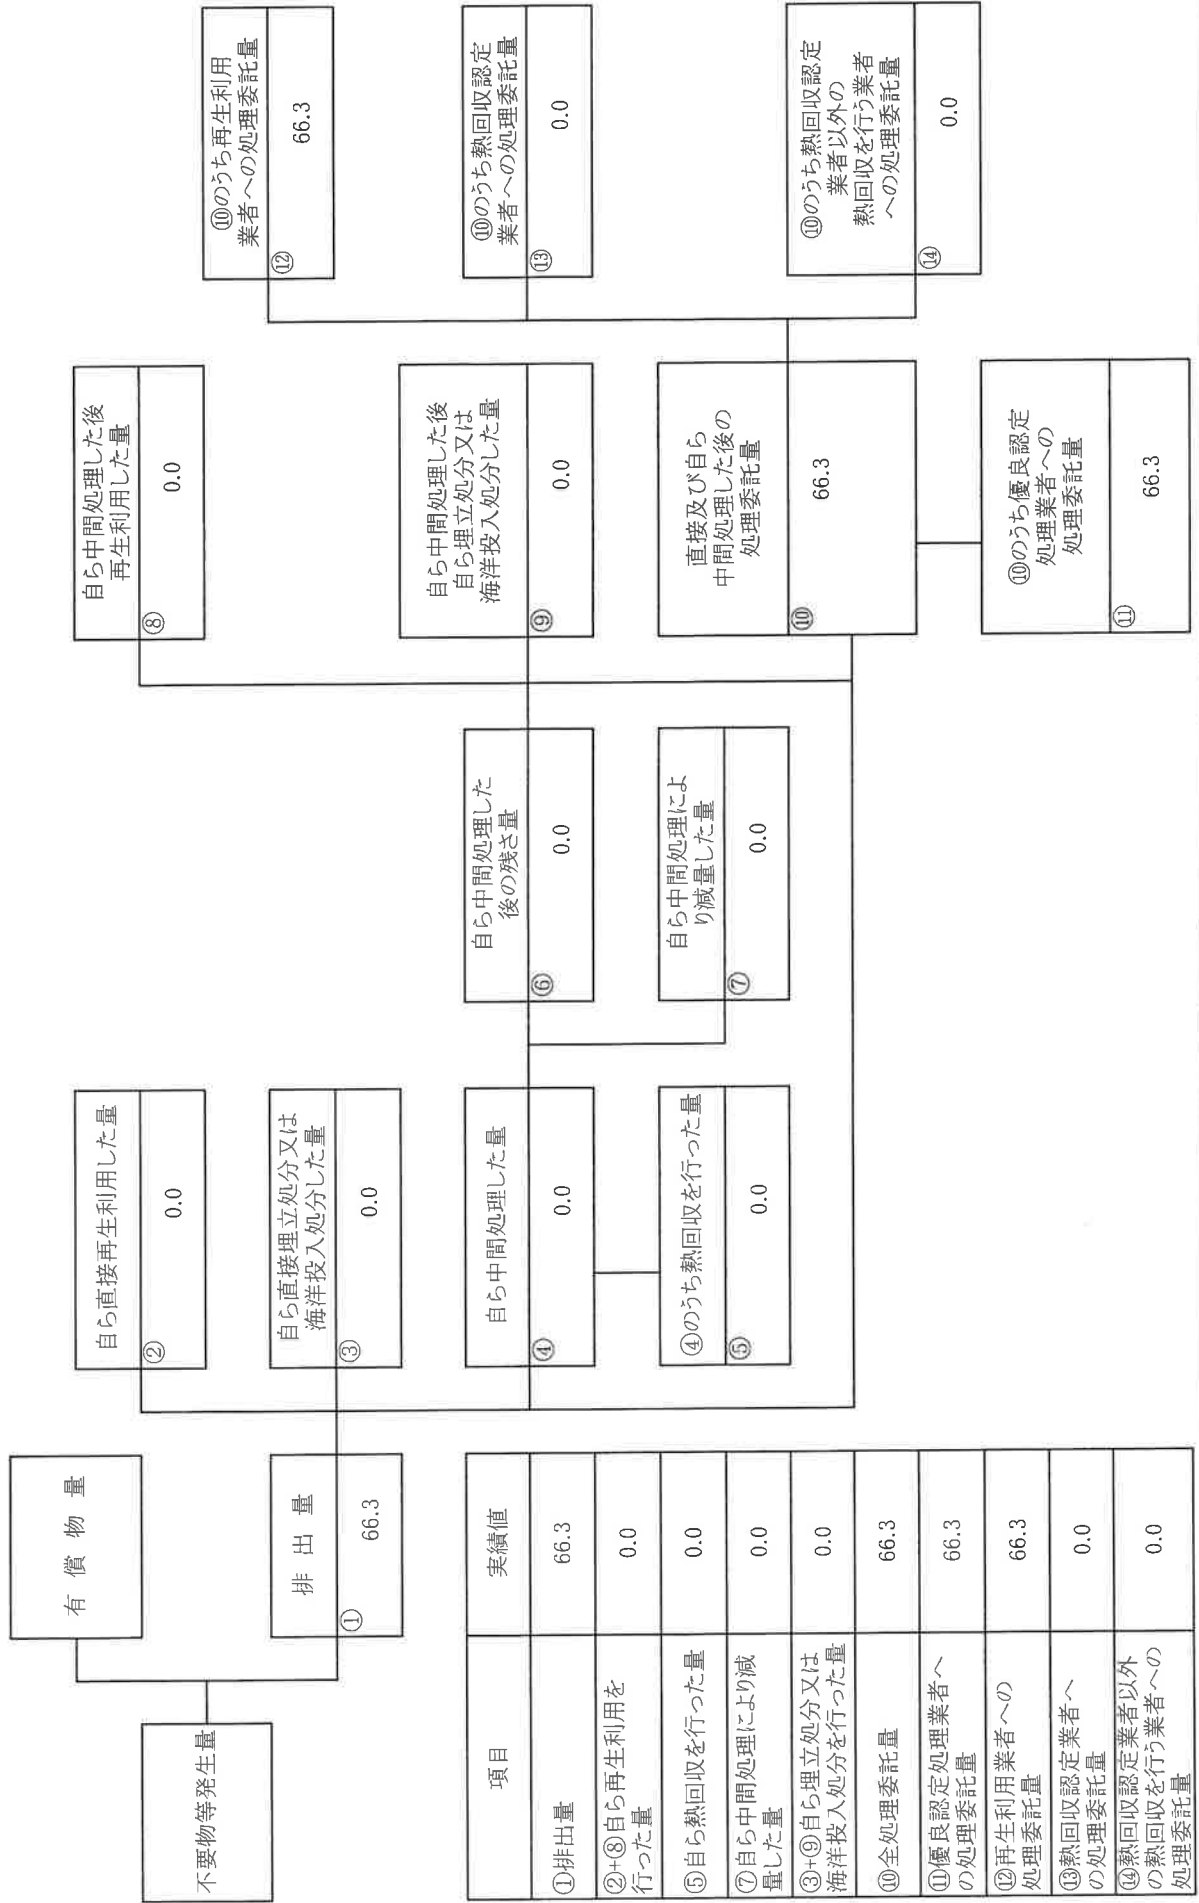 不要物等発生量
有償物量
排出量
①
66.3
自ら直接再生利用した量
②
0.0
自ら直接埋立処分又は
海洋投入処分した量
③
0.0
自ら中間処理した量
④
0.0
④のうち熱回収を行った量
⑤
0.0
自ら中間処理した
後の残さ量
⑥
0.0
自ら中間処理によ
り減量した量
⑦
0.0
自ら中間処理した後
再生利用した量
⑧
0.0
自ら中間処理した後
自ら埋立処分又は
海洋投入処分した量
⑨
0.0
直接及び自ら
中間処理した後の
処理委託量
⑩
66.3
⑩のうち優良認定
処理業者への
処理委託量
⑪
66.3
⑩のうち再生利用
業者への処理委託量
⑫
66.3
⑩のうち熱回収認定
業者への処理委託量
⑬
0.0
⑩のうち熱回収認定
業者以外の
熱回収を行う業者
への処理委託量
⑭
0.0
項目 実績値
①排出量 66.3
②+⑧自ら再生利用を
行った量 0.0
⑤自ら熱回収を行った量 0.0
⑦自ら中間処理により減
量した量 0.0
③+⑨自ら埋立処分又は
海洋投入処分を行った量 0.0
⑩全処理委託量 66.3
⑪優良認定処理業者へ
の処理委託量 66.3
⑫再生利用業者への
処理委託量 66.3
⑬熱回収認定業者へ
の処理委託量 0.0
⑭熱回収認定業者以外
の熱回収を行う業者への
処理委託量 0.0